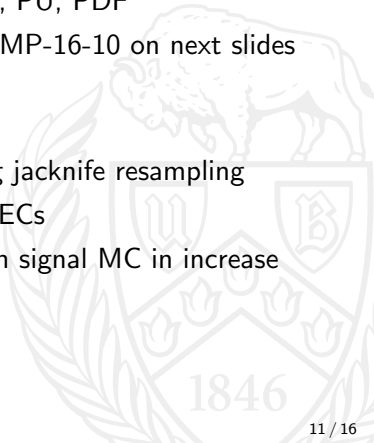 , PU, PDF
MP-16-10 on next slides
g jacknife resampling
ECs
n signal MC in increase
U B
1846
11 / 16